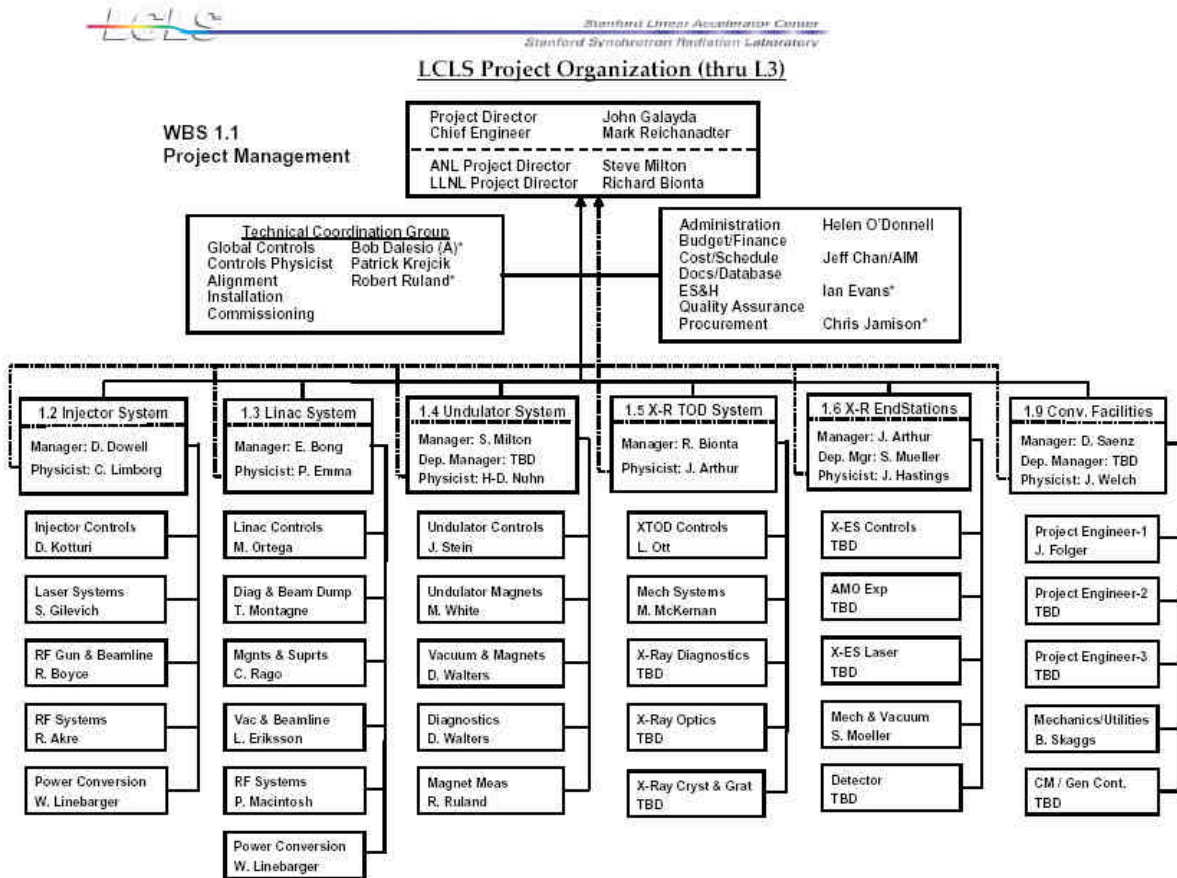 LCLS
Stanford Linear Accelerator Center
Stanford Synchrotron Radiation Laboratory
LCLS Project Organization (thru L3)
WBS 1.1
Project Management
Project Director John Galayda
Chief Engineer Mark Reichanadter
ANL Project Director Steve Milton
LLNL Project Director Richard Bionta
Technical Coordination Group
Global Controls Bob Dalesio (A)*
Controls Physicist Patrick Krejcik
Alignment Robert Ruland*
Installation
Commissioning
Administration Helen O'Donnell
Budget/Finance
Cost/Schedule Jeff Chan/AIM
Docs/Database
ES&H Ian Evans*
Quality Assurance
Procurement Chris Jamison*
1.2 Injector System
Manager: D. Dowell
Physicist: C. Limborg
Injector Controls
D. Kotturi
Laser Systems
S. Gilevich
RF Gun & Beamline
R. Boyce
RF Systems
R. Akre
Power Conversion
W. Linebarger
1.3 Linac System
Manager: E. Bong
Physicist: P. Emma
Linac Controls
M. Ortega
Diag & Beam Dump
T. Montagne
Mgnts & Suprts
C. Rago
Vac & Beamline
L. Eriksson
RF Systems
P. Macintosh
Power Conversion
W. Linebarger
1.4 Undulator System
Manager: S. Milton
Dep. Manager: TBD
Physicist: H-D. Nuhn
Undulator Controls
J. Stein
Undulator Magnets
M. White
Vacuum & Magnets
D. Walters
Diagnostics
D. Walters
Magnet Meas
R. Ruland
1.5 X-R TOD System
Manager: R. Bionta
Physicist: J. Arthur
XTOD Controls
L. Ott
Mech Systems
M. McKernan
X-Ray Diagnostics
TBD
X-Ray Optics
TBD
X-Ray Cryst & Grat
TBD
1.6 X-R EndStations
Manager: J. Arthur
Dep. Mgr: S. Mueller
Physicist: J. Hastings
X-ES Controls
TBD
AMO Exp
TBD
X-ES Laser
TBD
Mech & Vacuum
S. Moeller
Detector
TBD
1.9 Conv. Facilities
Manager: D. Saenz
Dep. Manager: TBD
Physicist: J. Welch
Project Engineer-1
J. Folger
Project Engineer-2
TBD
Project Engineer-3
TBD
Mechanics/Utilities
B. Skaggs
CM / Gen Cont.
TBD